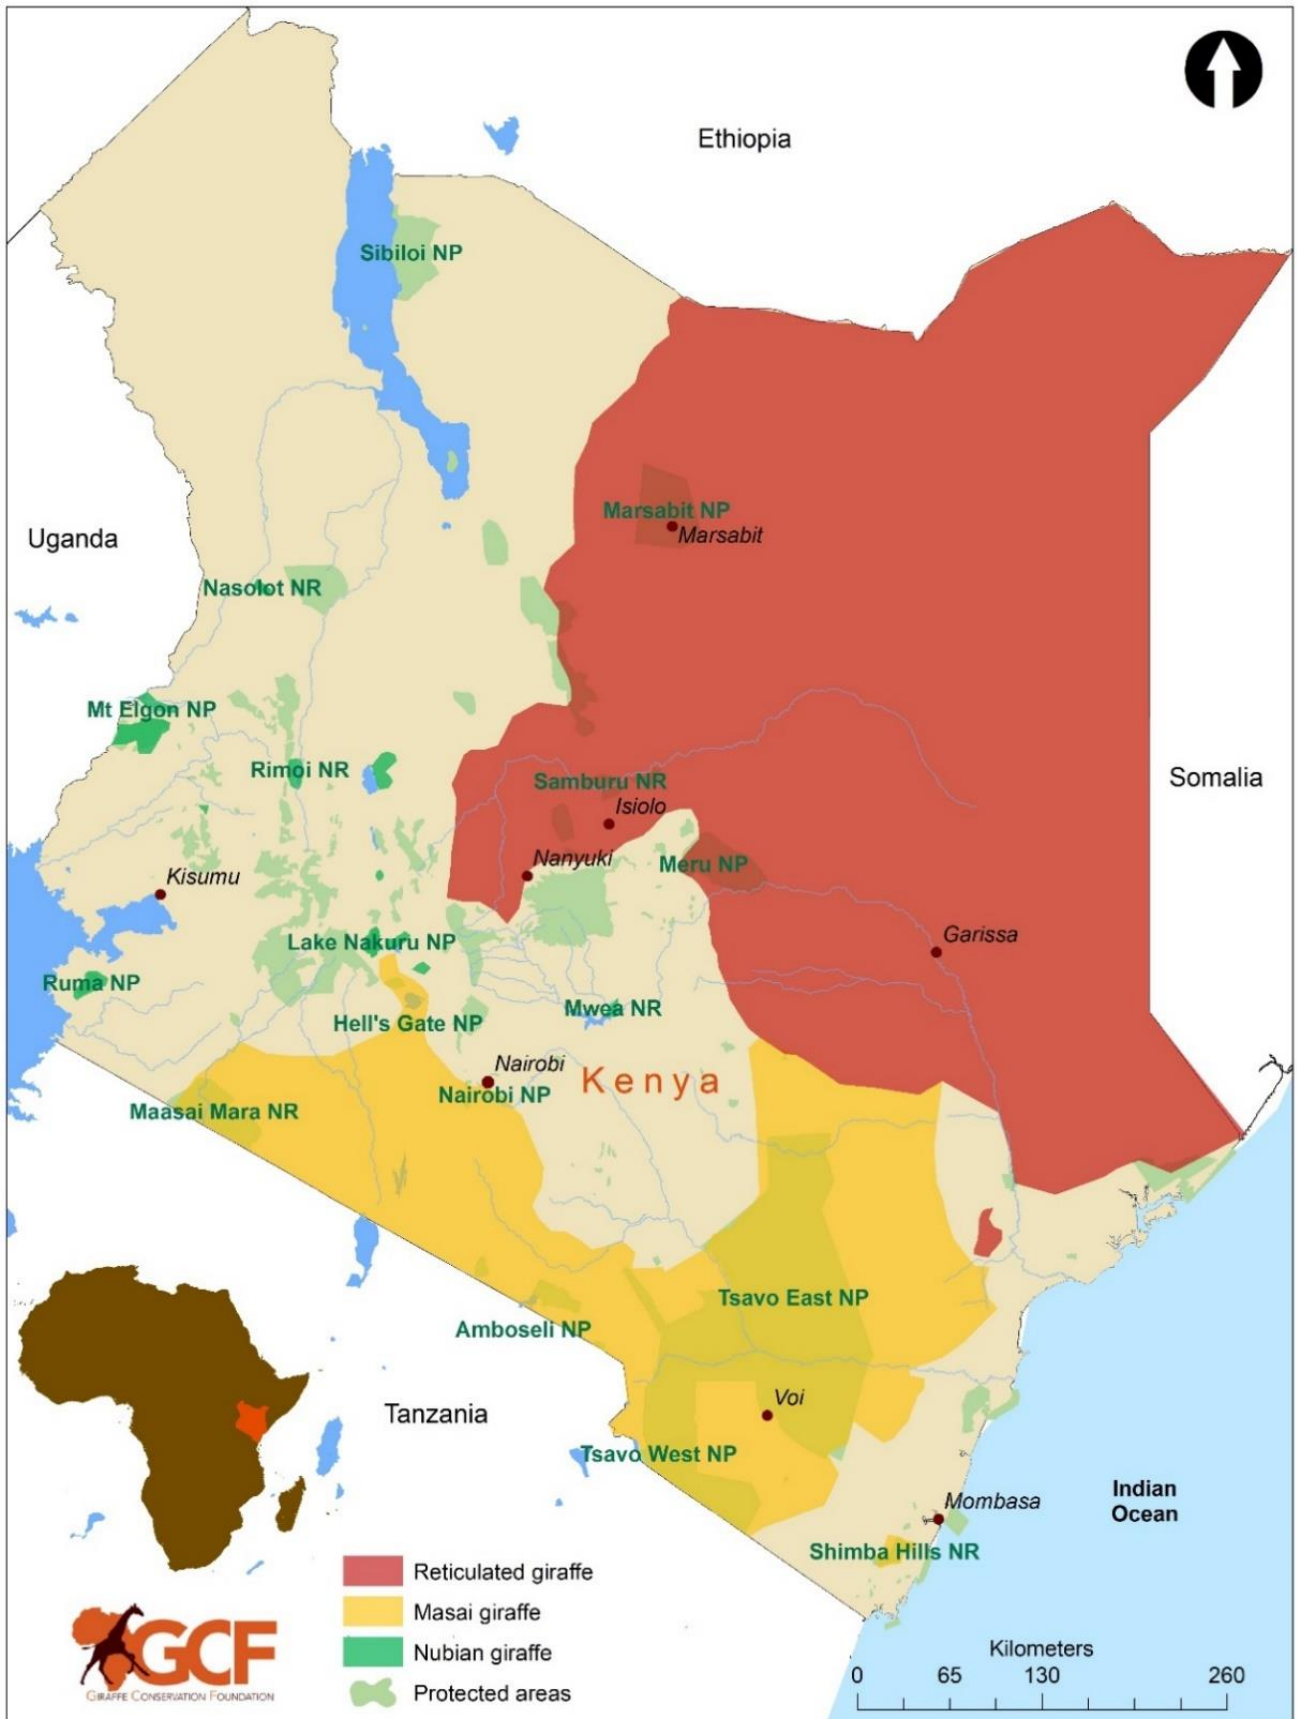 Ethiopia
Sibiloi NP
Marsabit NP
Marsabit
Uganda
Nasolot NR
Mt Elgon NP
Rimoi NR
Samburu NR
Isiolo
Somalia
Nanyuki
Meru NP
Kisumu
Garissa
Lake Nakuru NP
Ruma NP
Mwea NR
Hell's Gate NP
Nairobi
Kenya
Nairobi NP
Maasai Mara NR
Tsavo East NP
Amboseli NP
Voi
Tanzania
Tsavo West NP
Indian
Ocean
Mombasa
Shimba Hills NR
Reticulated giraffe
Masai giraffe
Nubian giraffe
Protected areas
GCF
GIRAFFE CONSERVATION FOUNDATION
Kilometers
0 65 130 260